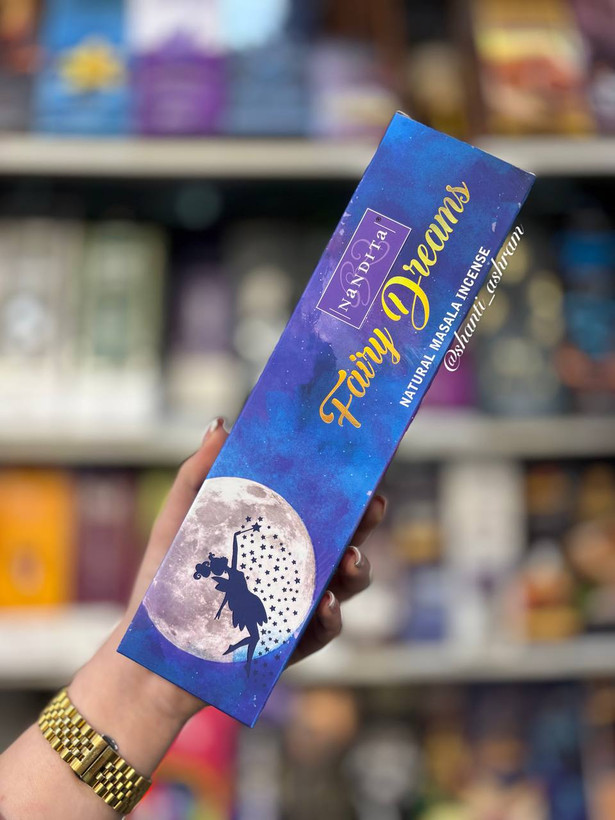 NaNDITa
Fairy Dreams
NATURAL MASALA INCENSE
@shanti_ashram